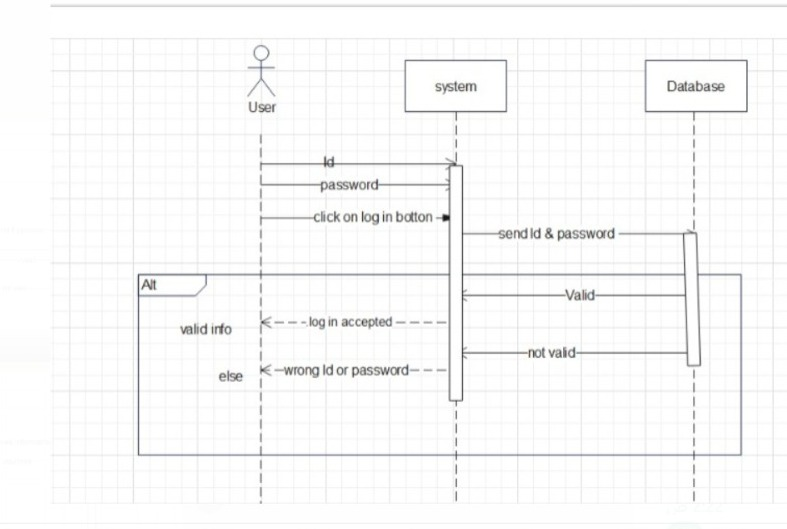 User
system
Database
Id
password
click on log in botton
send Id & password
Alt
Valid
valid info
log in accepted
not valid
else
wrong Id or password